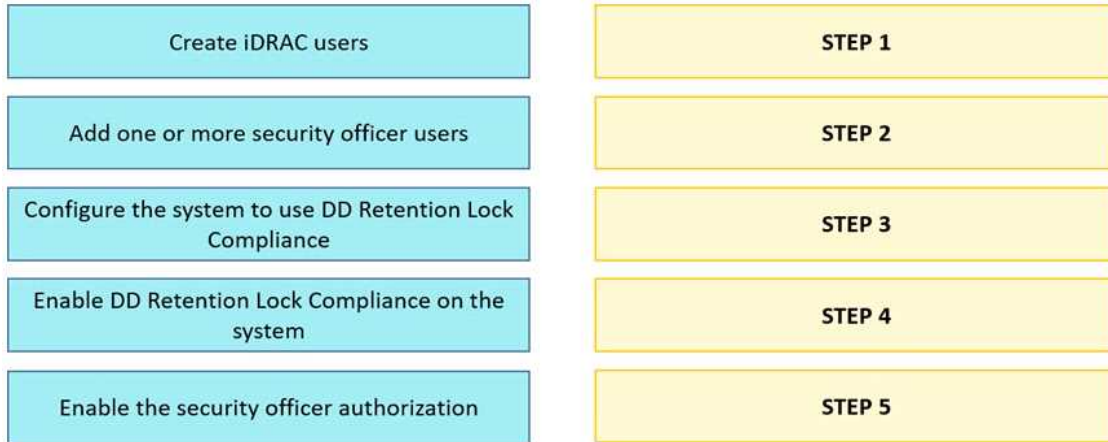 Create iDRAC users
STEP 1
Add one or more security officer users
STEP 2
Configure the system to use DD Retention Lock
Compliance
STEP 3
Enable DD Retention Lock Compliance on the
system
STEP 4
Enable the security officer authorization
STEP 5